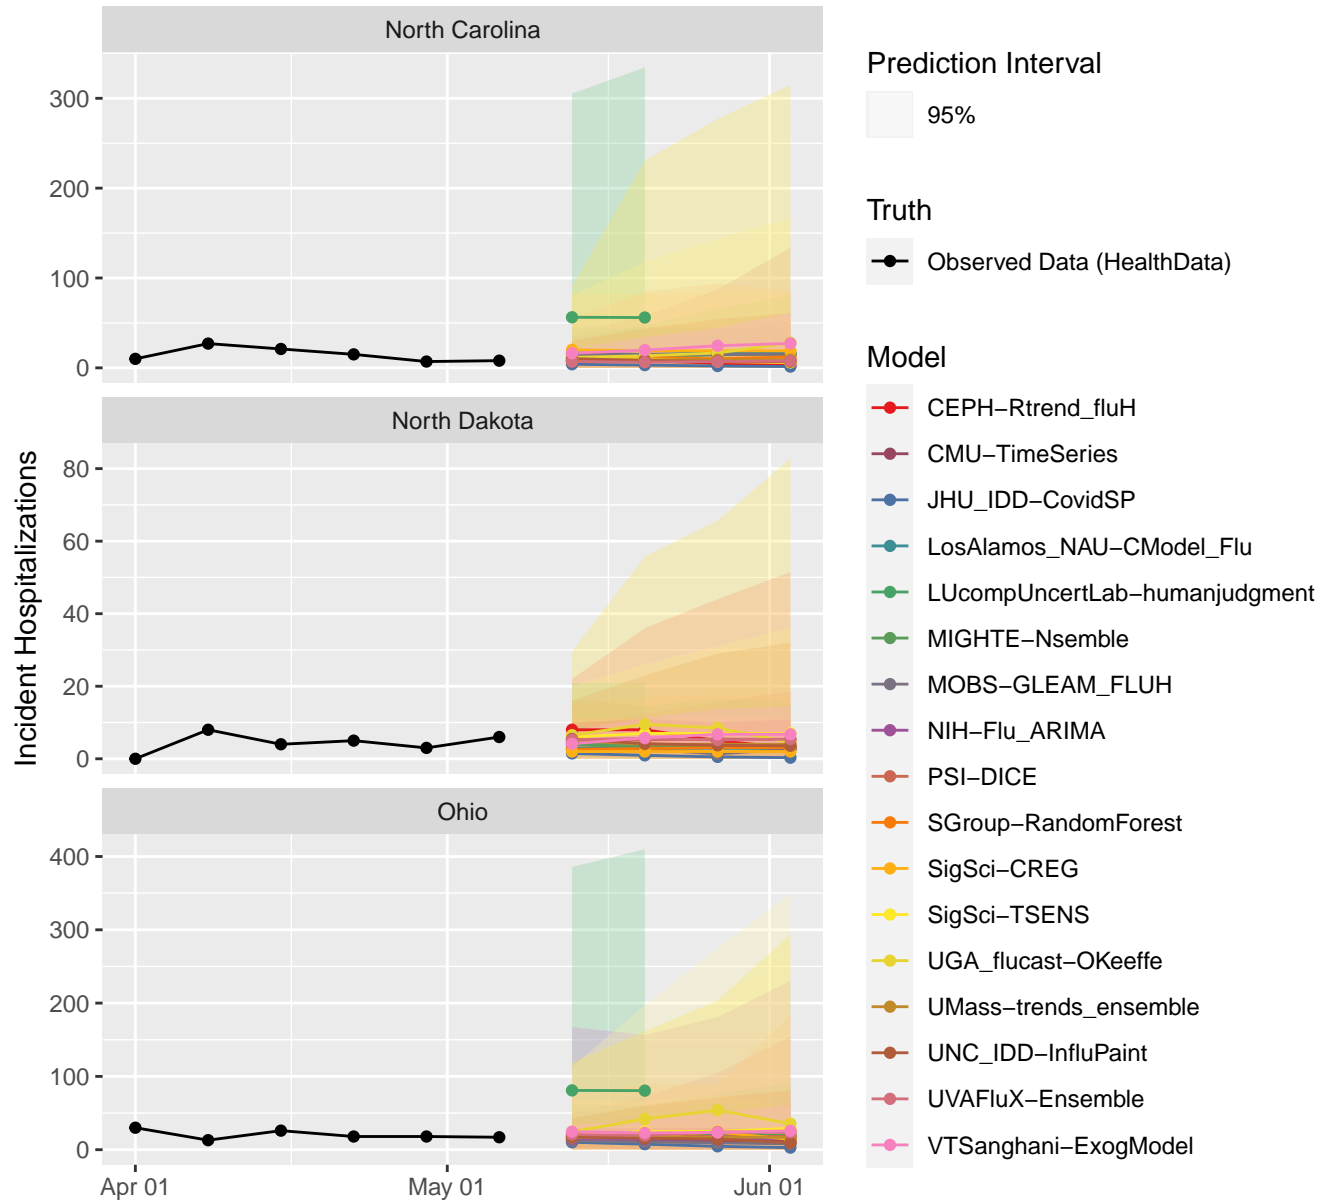 North Carolina
300
200
100
0
North Dakota
80
60
40
20
0
Ohio
400
300
200
100
0
Apr 01
May 01
Jun 01
Incident Hospitalizations
Prediction Interval
95%
Truth
Observed Data (HealthData)
Model
CEPH−Rtrend_fluH
CMU−TimeSeries
JHU_IDD−CovidSP
LosAlamos_NAU−CModel_Flu
LUcompUncertLab−humanjudgment
MIGHTE−Nsemble
MOBS−GLEAM_FLUH
NIH−Flu_ARIMA
PSI−DICE
SGroup−RandomForest
SigSci−CREG
SigSci−TSENS
UGA_flucast−OKeeffe
UMass−trends_ensemble
UNC_IDD−InfluPaint
UVAFluX−Ensemble
VTSanghani−ExogModel